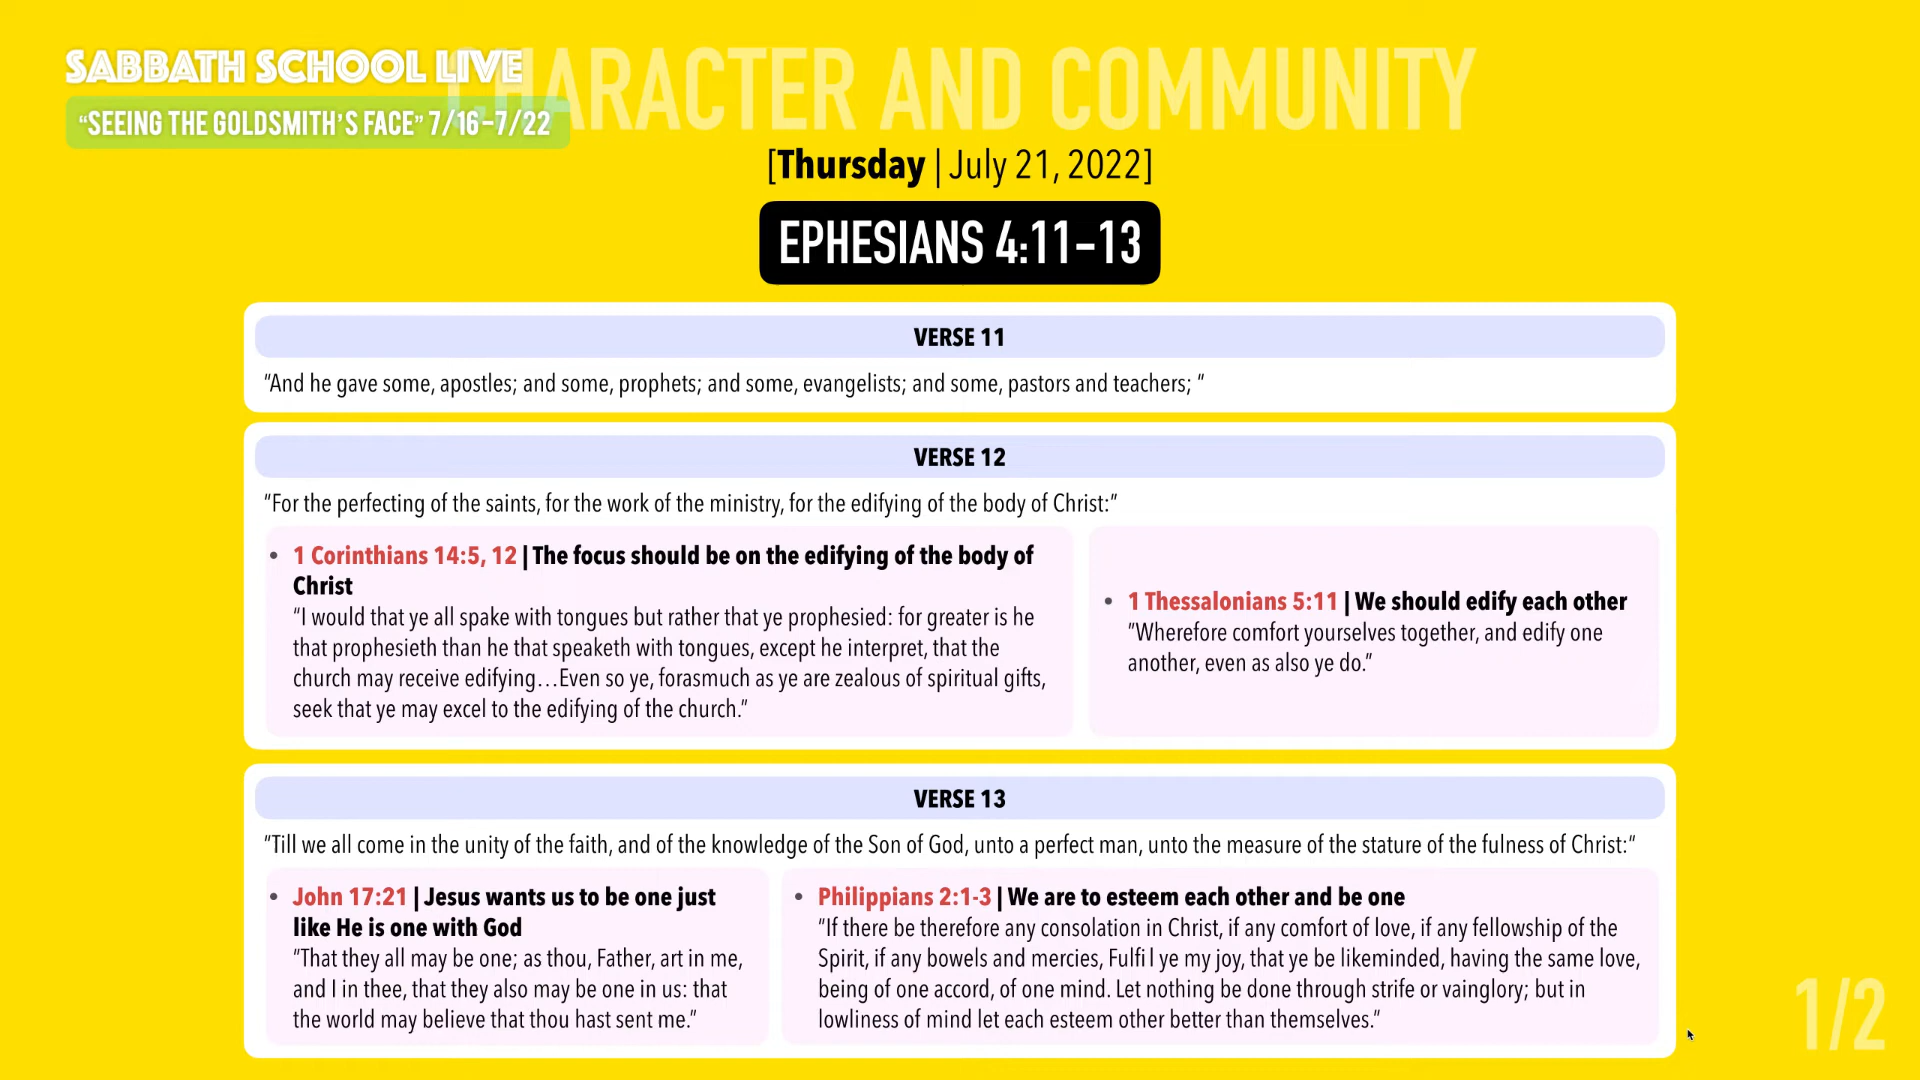 CHARACTER AND COMMUNITY
SABBATH SCHOOL LIVE
“SEEING THE GOLDSMITH’S FACE” 7/16–7/22
[Thursday | July 21, 2022]
EPHESIANS 4:11–13
VERSE 11
“And he gave some, apostles; and some, prophets; and some, evangelists; and some, pastors and teachers; “
VERSE 12
“For the perfecting of the saints, for the work of the ministry, for the edifying of the body of Christ:”
• 1 Corinthians 14:5, 12 | The focus should be on the edifying of the body of
Christ
“I would that ye all spake with tongues but rather that ye prophesied: for greater is he
that prophesieth than he that speaketh with tongues, except he interpret, that the
church may receive edifying…Even so ye, forasmuch as ye are zealous of spiritual gifts,
seek that ye may excel to the edifying of the church.”
• 1 Thessalonians 5:11 | We should edify each other
“Wherefore comfort yourselves together, and edify one
another, even as also ye do.”
VERSE 13
“Till we all come in the unity of the faith, and of the knowledge of the Son of God, unto a perfect man, unto the measure of the stature of the fulness of Christ:“
• John 17:21 | Jesus wants us to be one just
like He is one with God
“That they all may be one; as thou, Father, art in me,
and I in thee, that they also may be one in us: that
the world may believe that thou hast sent me.”
• Philippians 2:1-3 | We are to esteem each other and be one
“If there be therefore any consolation in Christ, if any comfort of love, if any fellowship of the
Spirit, if any bowels and mercies, Fulfil ye my joy, that ye be likeminded, having the same love,
being of one accord, of one mind. Let nothing be done through strife or vainglory; but in
lowliness of mind let each esteem other better than themselves.“
1/2